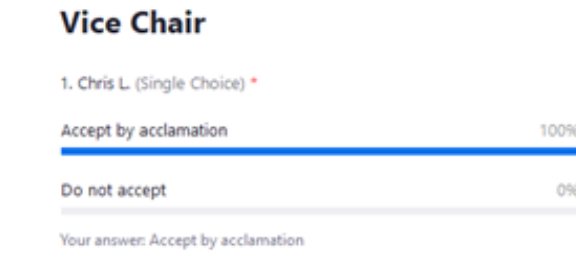 Vice Chair
1. Chris L. (Single Choice) *
Accept by acclamation 100%
Do not accept 0%
Your answer: Accept by acclamation